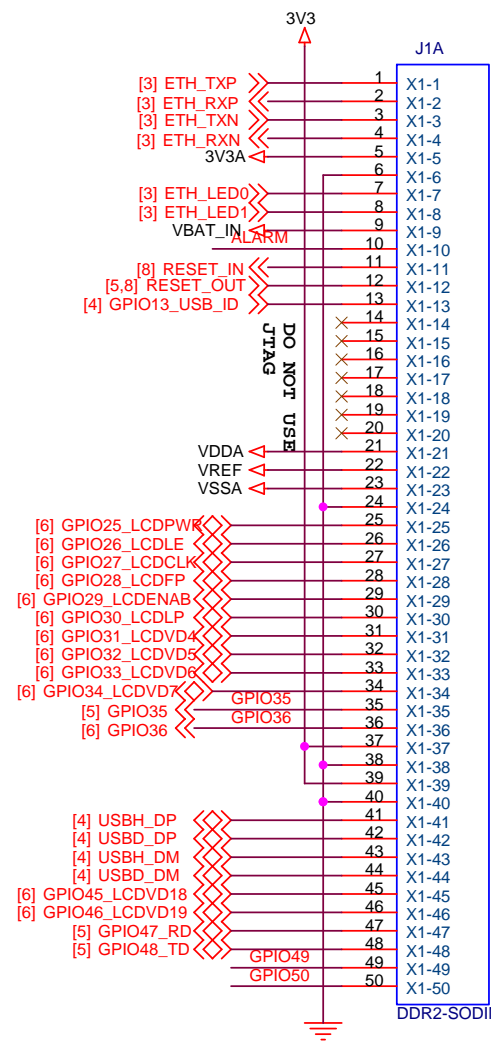 3V3
J1A
[3] ETH_TXP 1 X1-1
[3] ETH_RXP 2 X1-2
[3] ETH_TXN 3 X1-3
[3] ETH_RXN 4 X1-4
3V3A 5 X1-5
6 X1-6
[3] ETH_LED0 7 X1-7
[3] ETH_LED1 8 X1-8
VBAT_IN 9 X1-9
ALARM 10 X1-10
[8] RESET_IN 11 X1-11
[5,8] RESET_OUT 12 X1-12
[4] GPIO13_USB_ID 13 X1-13
14 X1-14
15 X1-15
16 X1-16
17 X1-17
18 X1-18
19 X1-19
20 X1-20
DO NOT USE
JTAG
VDDA 21 X1-21
VREF 22 X1-22
VSSA 23 X1-23
24 X1-24
[6] GPIO25_LCDPWR 25 X1-25
[6] GPIO26_LCDLE 26 X1-26
[6] GPIO27_LCDCLK 27 X1-27
[6] GPIO28_LCDFP 28 X1-28
[6] GPIO29_LCDENAB 29 X1-29
[6] GPIO30_LCDLP 30 X1-30
[6] GPIO31_LCDVD4 31 X1-31
[6] GPIO32_LCDVD5 32 X1-32
[6] GPIO33_LCDVD6 33 X1-33
[6] GPIO34_LCDVD7 34 X1-34
[5] GPIO35 GPIO35 35 X1-35
[6] GPIO36 GPIO36 36 X1-36
37 X1-37
38 X1-38
39 X1-39
40 X1-40
[4] USBH_DP 41 X1-41
[4] USBD_DP 42 X1-42
[4] USBH_DM 43 X1-43
[4] USBD_DM 44 X1-44
[6] GPIO45_LCDVD18 45 X1-45
[6] GPIO46_LCDVD19 46 X1-46
[5] GPIO47_RD 47 X1-47
[5] GPIO48_TD 48 X1-48
GPIO49 49 X1-49
GPIO50 50 X1-50